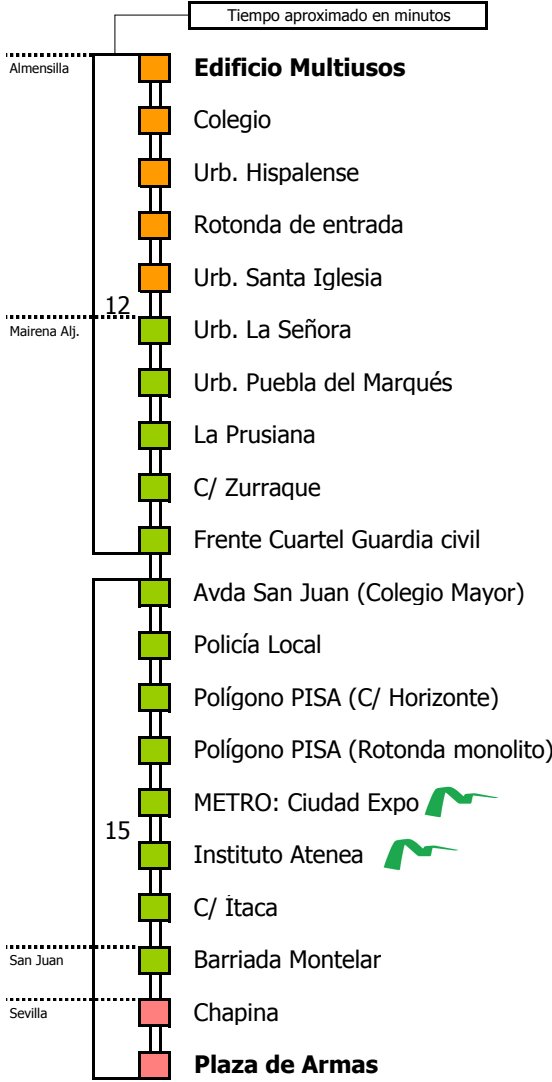 Tiempo aproximado en minutos
Almensilla
Edificio Multiusos
Colegio
Urb. Hispalense
Rotonda de entrada
Urb. Santa Iglesia
12
Mairena Alj.
Urb. La Señora
Urb. Puebla del Marqués
La Prusiana
C/ Zurraque
Frente Cuartel Guardia civil
Avda San Juan (Colegio Mayor)
Policía Local
Polígono PISA (C/ Horizonte)
Polígono PISA (Rotonda monolito)
METRO: Ciudad Expo
15
Instituto Atenea
C/ Ítaca
San Juan
Barriada Montelar
Sevilla
Chapina
Plaza de Armas